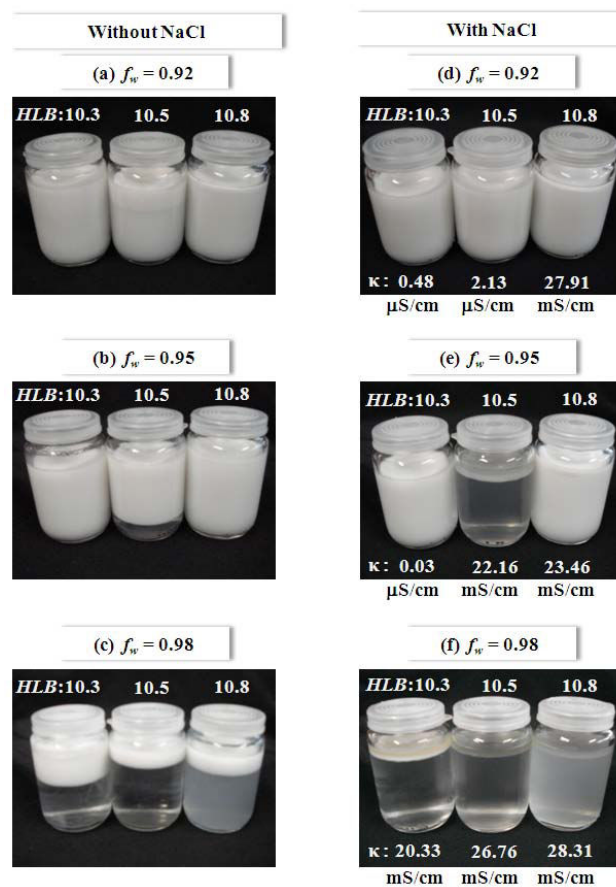 Without NaCl
(a) fw = 0.92
HLB:10.3 10.5 10.8
(b) fw = 0.95
HLB:10.3 10.5 10.8
(c) fw = 0.98
HLB:10.3 10.5 10.8
With NaCl
(d) fw = 0.92
HLB:10.3 10.5 10.8
κ: 0.48 2.13 27.91
µS/cm µS/cm mS/cm
(e) fw = 0.95
HLB:10.3 10.5 10.8
κ: 0.03 22.16 23.46
µS/cm mS/cm mS/cm
(f) fw = 0.98
HLB:10.3 10.5 10.8
κ: 20.33 26.76 28.31
mS/cm mS/cm mS/cm